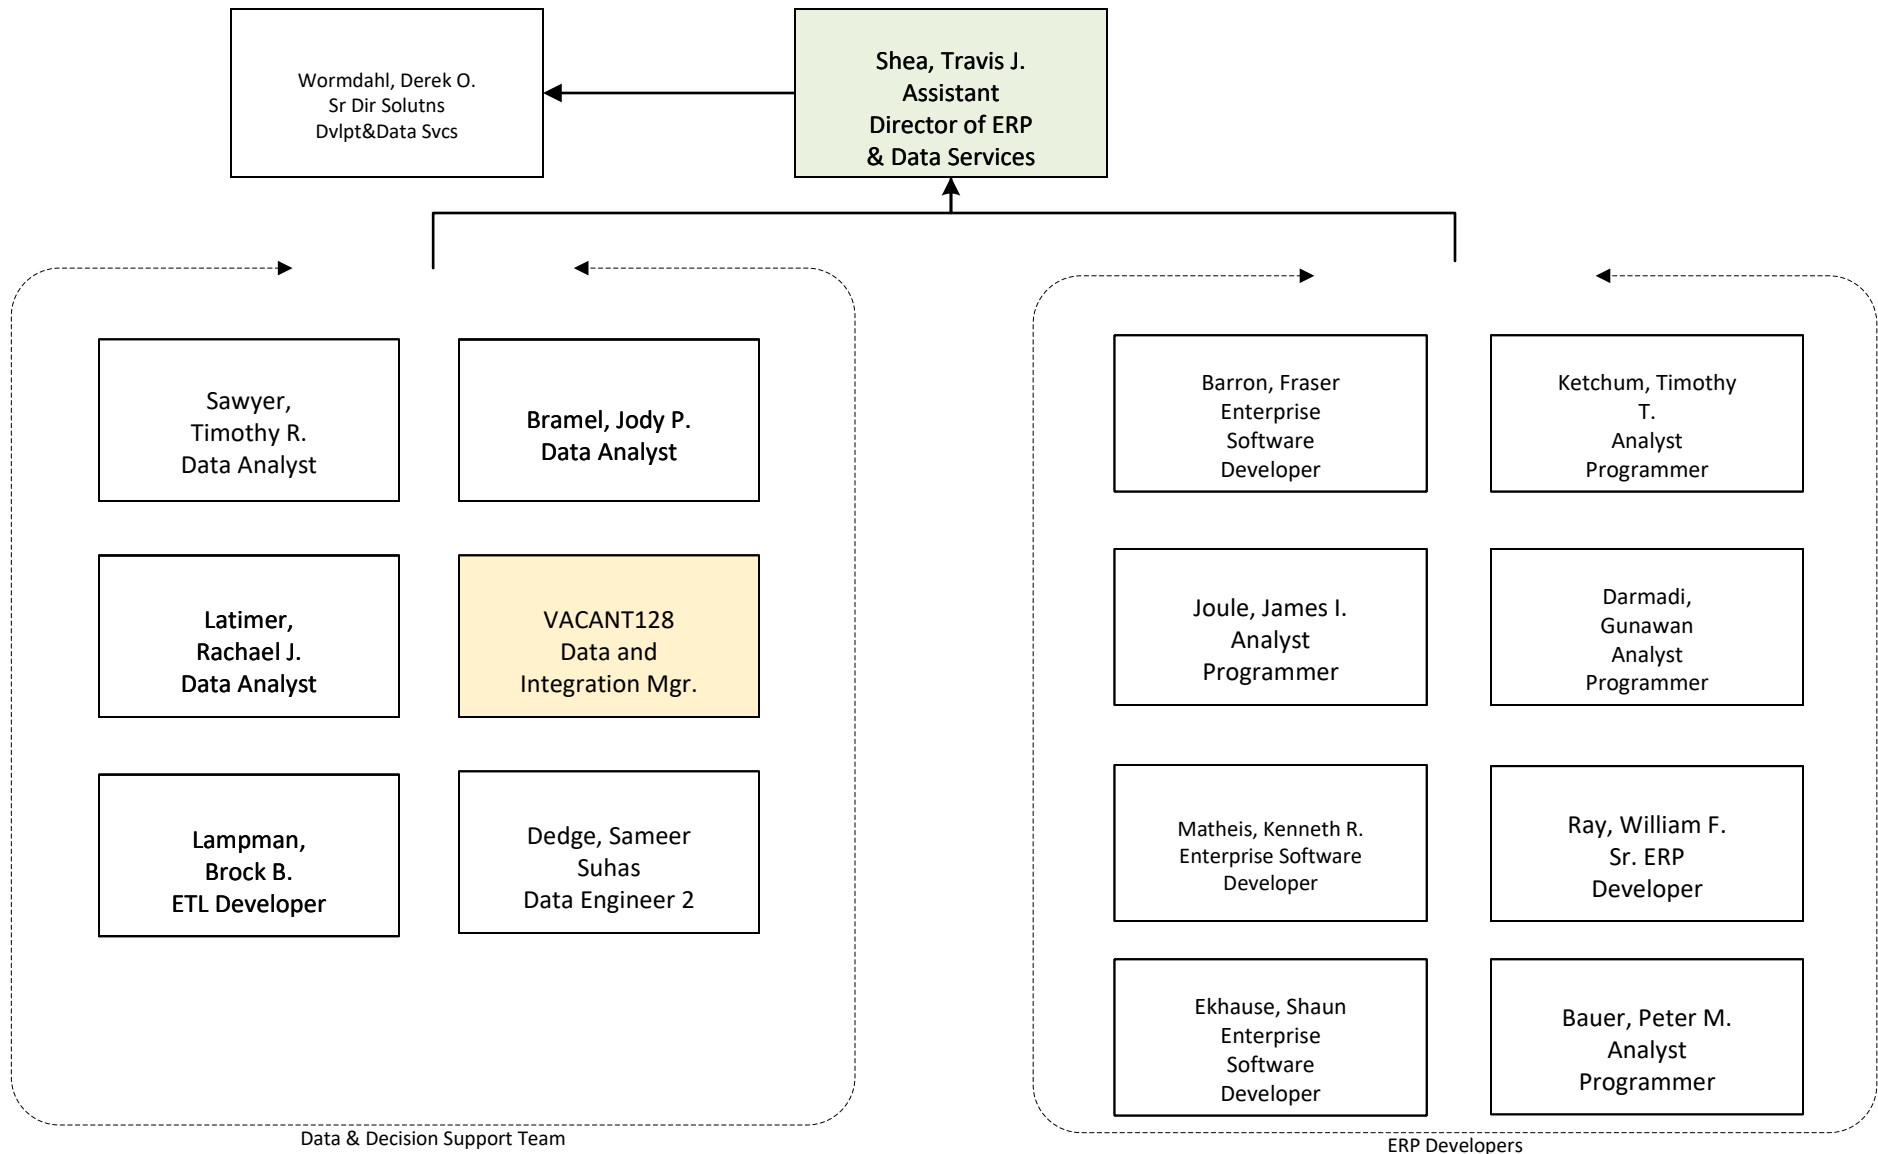 Wormdahl, Derek O.
Sr Dir Solutns
Dvlpt&Data Svcs
Shea, Travis J.
Assistant
Director of ERP
& Data Services
Sawyer,
Timothy R.
Data Analyst
Bramel, Jody P.
Data Analyst
Latimer,
Rachael J.
Data Analyst
VACANT128
Data and
Integration Mgr.
Lampman,
Brock B.
ETL Developer
Dedge, Sameer
Suhas
Data Engineer 2
Data & Decision Support Team
Barron, Fraser
Enterprise
Software
Developer
Ketchum, Timothy
T.
Analyst
Programmer
Joule, James I.
Analyst
Programmer
Darmadi,
Gunawan
Analyst
Programmer
Matheis, Kenneth R.
Enterprise Software
Developer
Ray, William F.
Sr. ERP
Developer
Ekhause, Shaun
Enterprise
Software
Developer
Bauer, Peter M.
Analyst
Programmer
ERP Developers